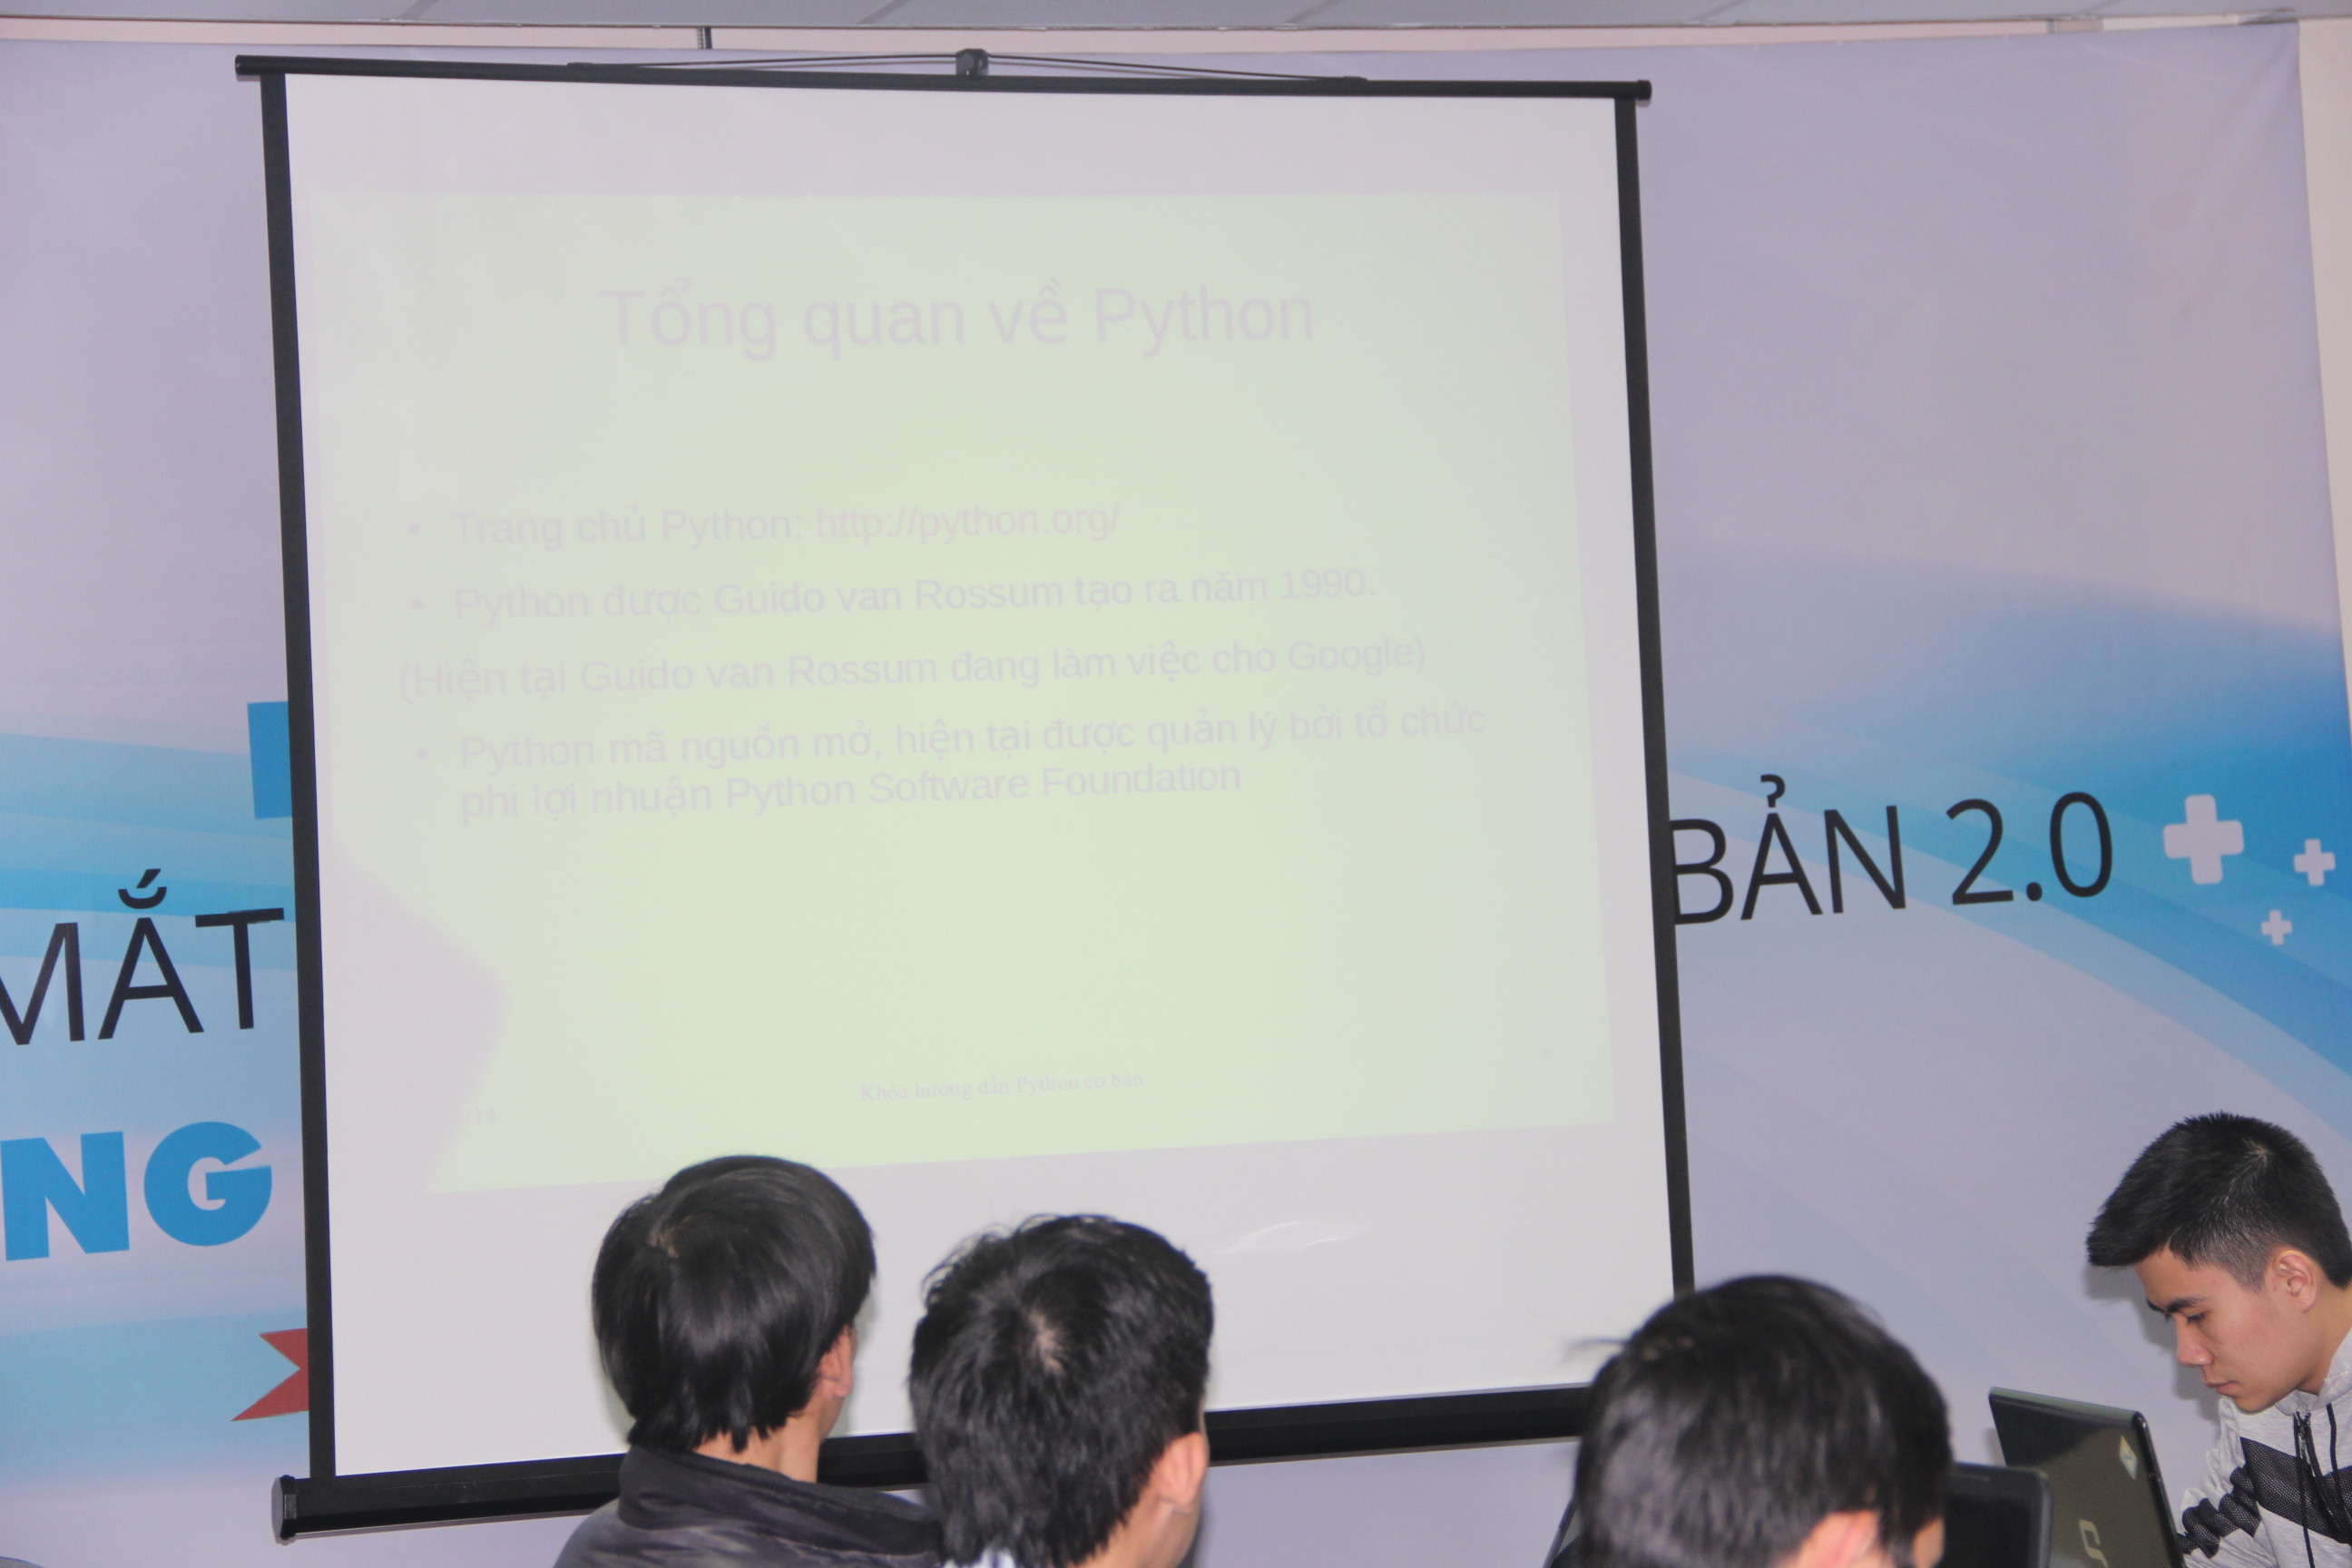 Tổng quan về Python
• Trang chủ Python: http://python.org/
• Python được Guido van Rossum tạo ra năm 1990.
(Hiện tại Guido van Rossum đang làm việc cho Google)
• Python mã nguồn mở, hiện tại được quản lý bởi tổ chức
phi lợi nhuận Python Software Foundation
Khóa hướng dẫn Python cơ bản
14
MẮT
BẢN 2.0
NG